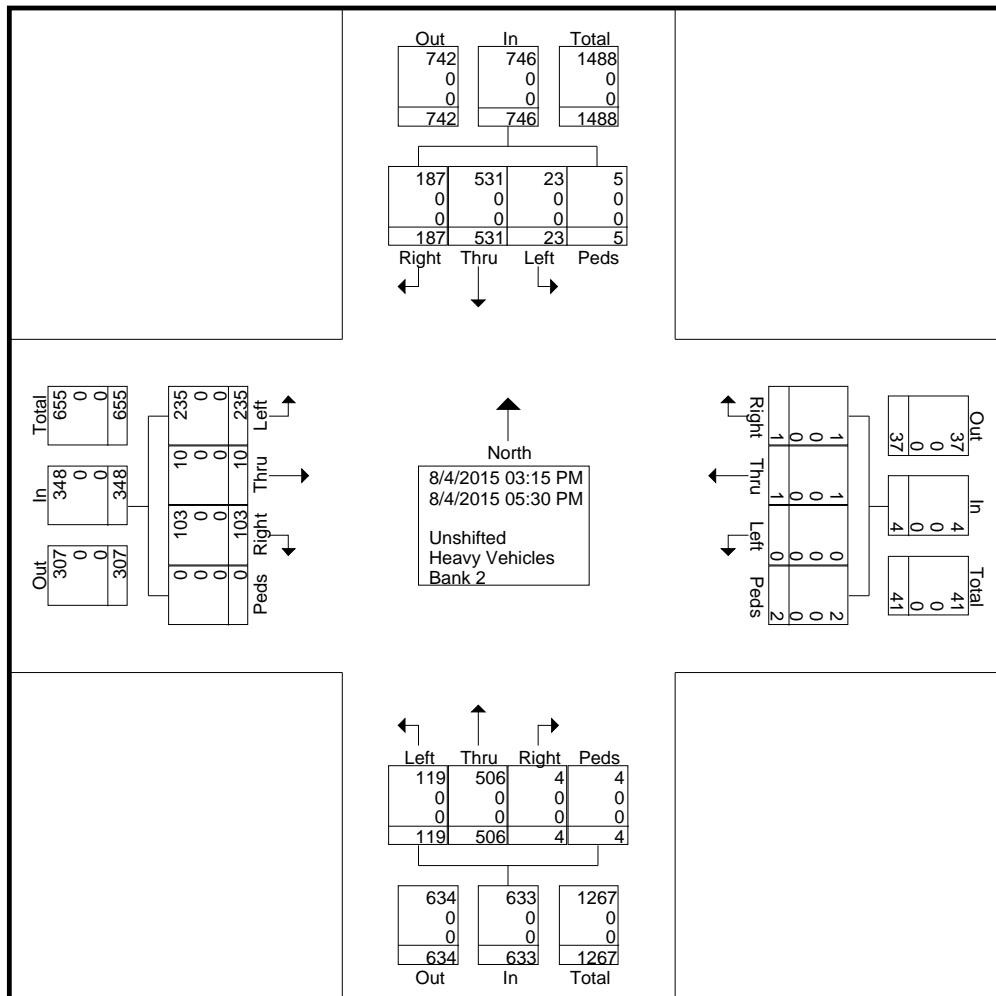 Out In Total
742 746 1488
0 0 0
0 0 0
742 746 1488
187 531 23 5
0 0 0 0
0 0 0 0
187 531 23 5
Right Thru Left Peds
Total
655 0 0 655
In
348 0 0 348
Out
307 0 0 307
Left
235 0 0 235
Thru
10 0 0 10
Right
103 0 0 103
Peds
0 0 0 0
North
8/4/2015 03:15 PM
8/4/2015 05:30 PM
Unshifted
Heavy Vehicles
Bank 2
Right
1 0 0 1
Thru
1 0 0 1
Left
0 0 0 0
Peds
2 0 0 2
Out
37 0 0 37
In
4 0 0 4
Total
41 0 0 41
Left Thru Right Peds
119 506 4 4
0 0 0 0
0 0 0 0
119 506 4 4
634 633 1267
0 0 0
0 0 0
634 633 1267
Out In Total